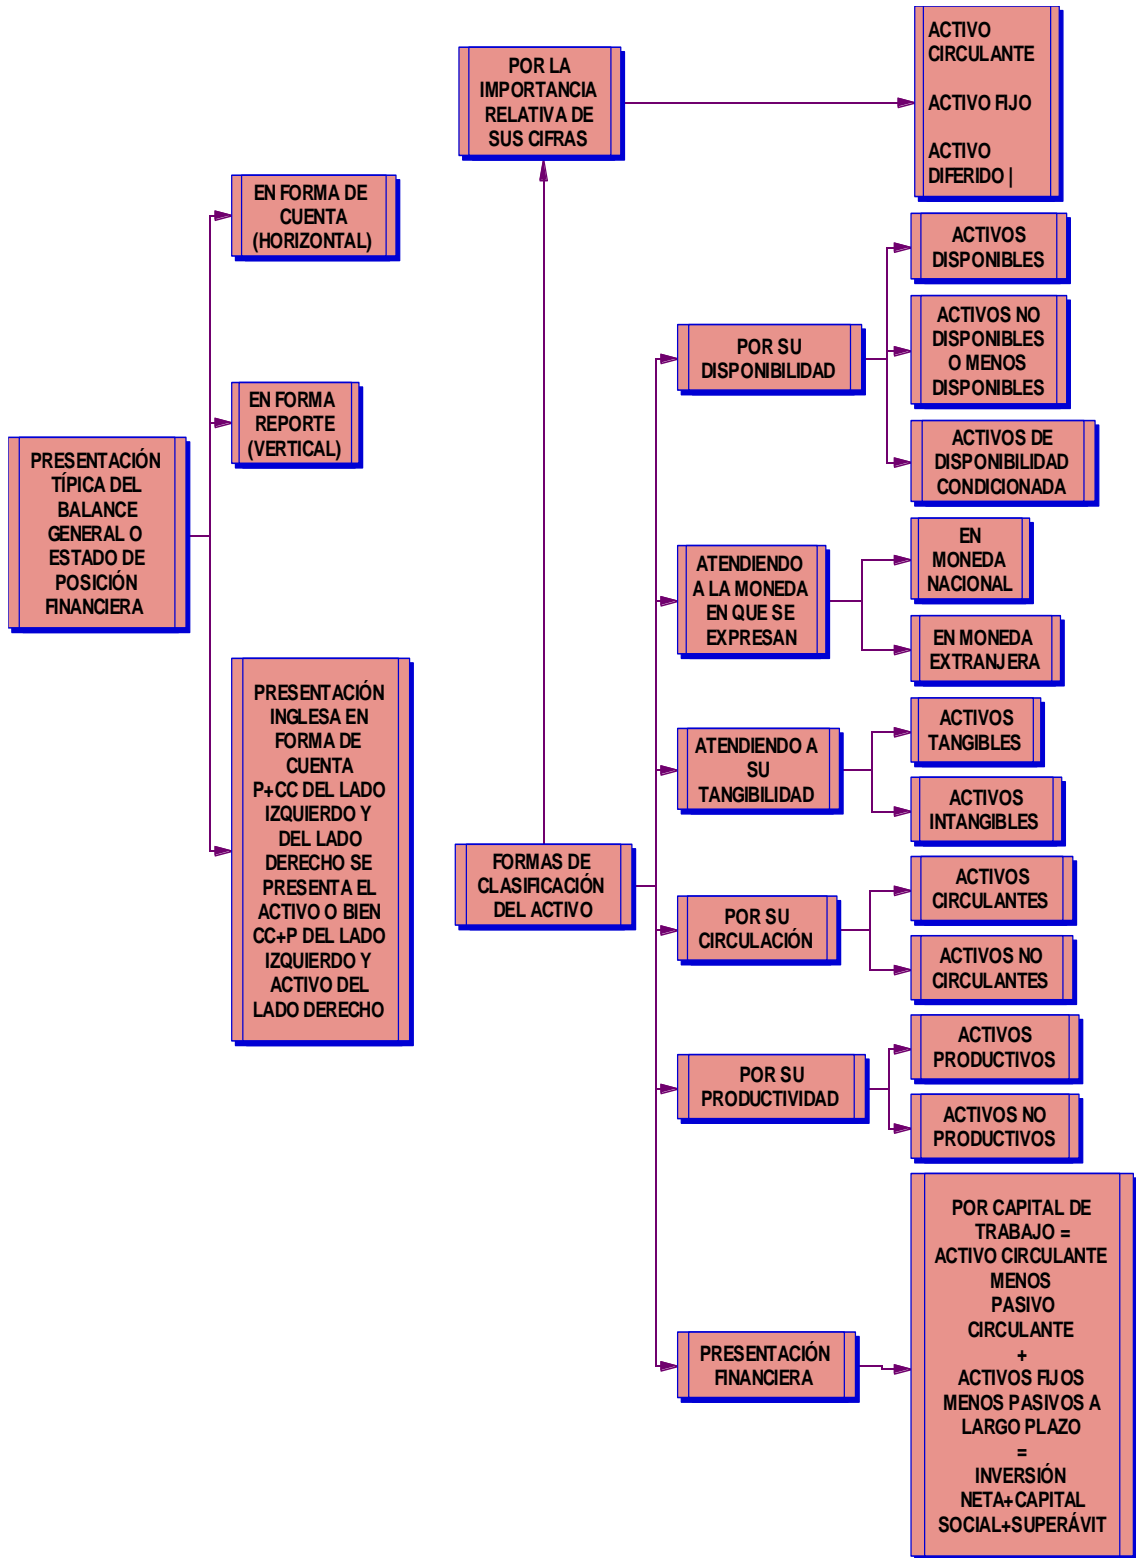 PRESENTACIÓN
TÍPICA DEL
BALANCE
GENERAL O
ESTADO DE
POSICIÓN
FINANCIERA
EN FORMA DE
CUENTA
(HORIZONTAL)
EN FORMA
REPORTE
(VERTICAL)
PRESENTACIÓN
INGLESA EN
FORMA DE
CUENTA
P+CC DEL LADO
IZQUIERDO Y
DEL LADO
DERECHO SE
PRESENTA EL
ACTIVO O BIEN
CC+P DEL LADO
IZQUIERDO Y
ACTIVO DEL
LADO DERECHO
FORMAS DE
CLASIFICACIÓN
DEL ACTIVO
POR LA
IMPORTANCIA
RELATIVA DE
SUS CIFRAS
ACTIVO
CIRCULANTE
ACTIVO FIJO
ACTIVO
DIFERIDO |
POR SU
DISPONIBILIDAD
ACTIVOS
DISPONIBLES
ACTIVOS NO
DISPONIBLES
O MENOS
DISPONIBLES
ACTIVOS DE
DISPONIBILIDAD
CONDICIONADA
ATENDIENDO
A LA MONEDA
EN QUE SE
EXPRESAN
EN
MONEDA
NACIONAL
EN MONEDA
EXTRANJERA
ATENDIENDO A
SU
TANGIBILIDAD
ACTIVOS
TANGIBLES
ACTIVOS
INTANGIBLES
POR SU
CIRCULACIÓN
ACTIVOS
CIRCULANTES
ACTIVOS NO
CIRCULANTES
POR SU
PRODUCTIVIDAD
ACTIVOS
PRODUCTIVOS
ACTIVOS NO
PRODUCTIVOS
PRESENTACIÓN
FINANCIERA
POR CAPITAL DE
TRABAJO =
ACTIVO CIRCULANTE
MENOS
PASIVO
CIRCULANTE
+
ACTIVOS FIJOS
MENOS PASIVOS A
LARGO PLAZO
=
INVERSIÓN
NETA+CAPITAL
SOCIAL+SUPERÁVIT